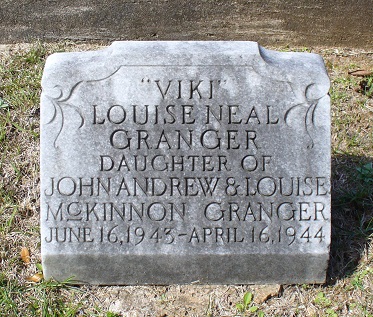 "VIKI"
LOUISE NEAL
GRANGER
DAUGHTER OF
JOHN ANDREW & LOUISE
McKINNON GRANGER
JUNE 16, 1943 - APRIL 16, 1944